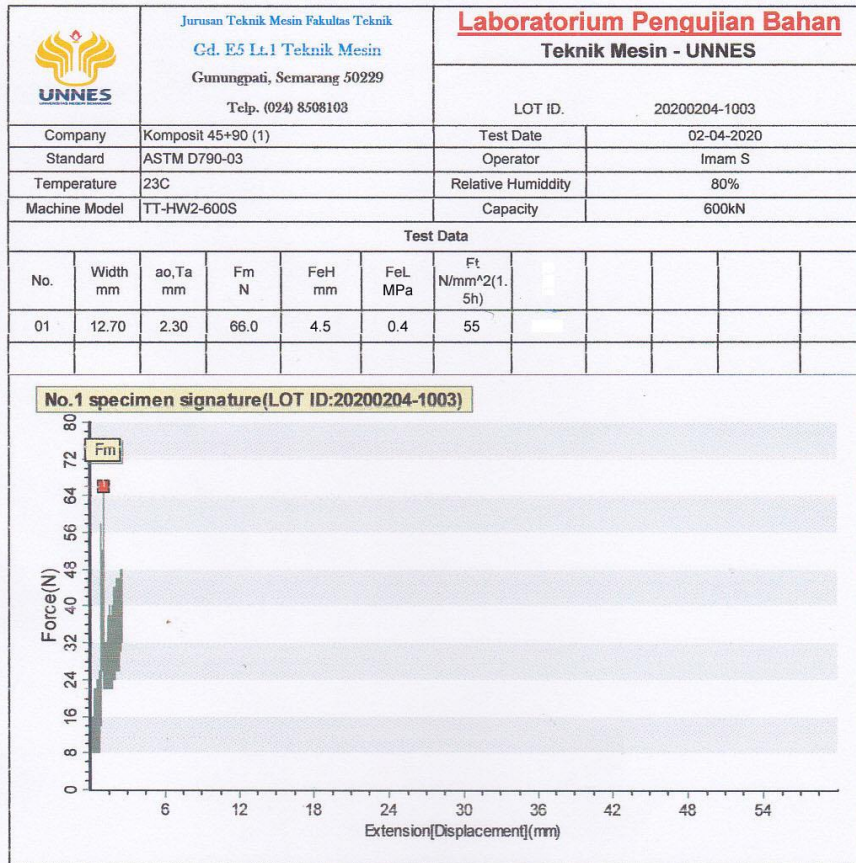 UNNES
Jurusan Teknik Mesin Fakultas Teknik
Gd. E5 Lt.1 Teknik Mesin
Gunungpati, Semarang 50229
Telp. (024) 8508103
Laboratorium Pengujian Bahan
Teknik Mesin - UNNES
LOT ID. 20200204-1003
Company Komposit 45+90 (1) Test Date 02-04-2020
Standard ASTM D790-03 Operator Imam S
Temperature 23C Relative Humiddity 80%
Machine Model TT-HW2-600S Capacity 600kN
Test Data
No. Width mm ao,Ta mm Fm N FeH mm FeL MPa Ft N/mm^2(1.5h)
01 12.70 2.30 66.0 4.5 0.4 55
No.1 specimen signature(LOT ID:20200204-1003)
Fm
1
Force(N)
80
72
64
56
48
40
32
24
16
8
0
6 12 18 24 30 36 42 48 54
Extension[Displacement](mm)